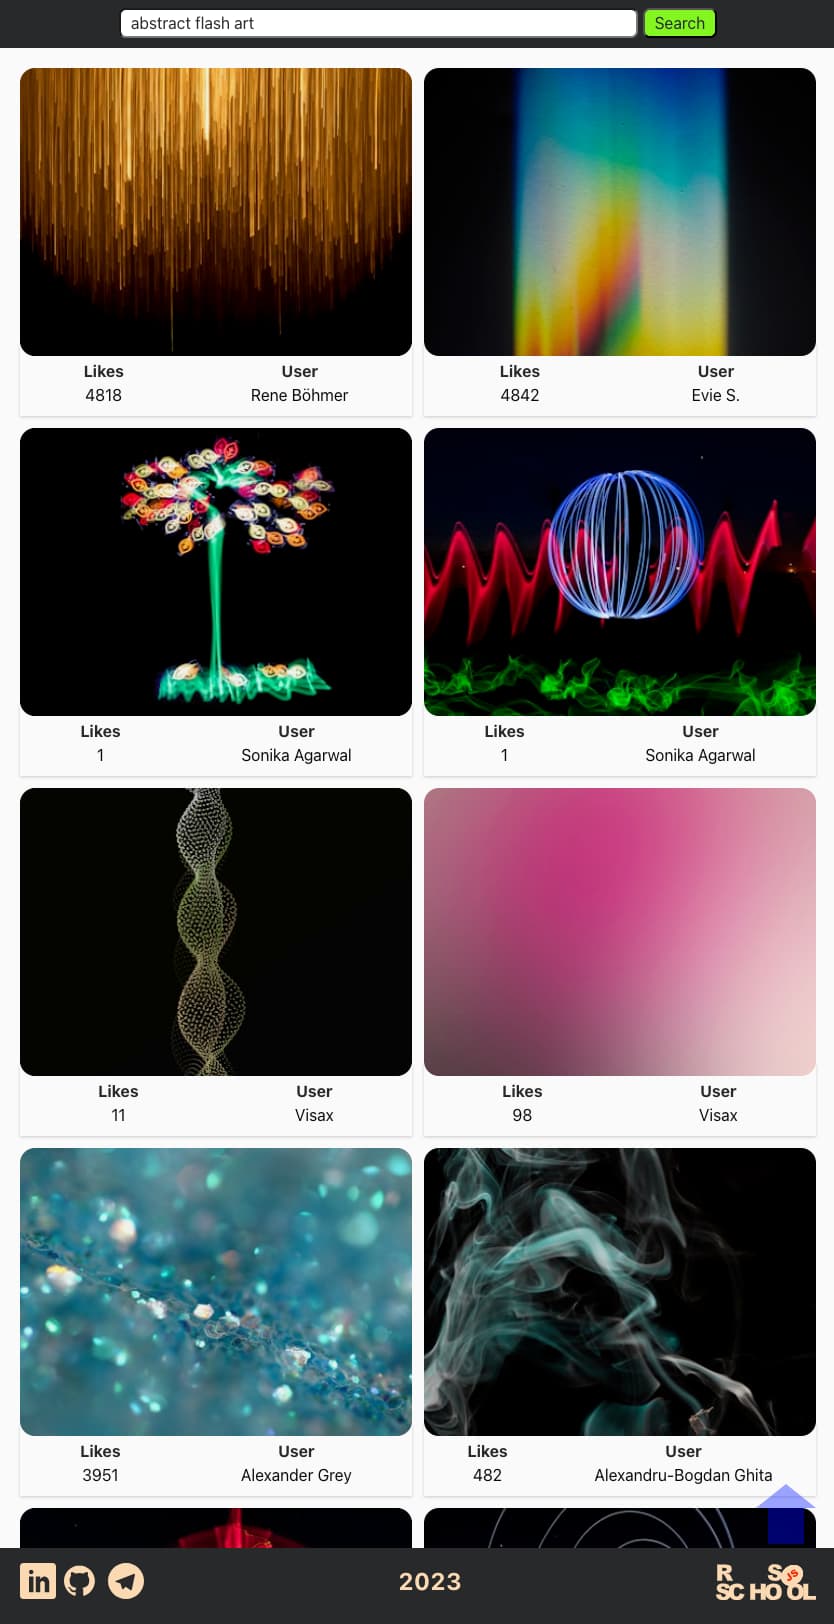 abstract flash art
Search
Likes User
4818 Rene Böhmer
Likes User
4842 Evie S.
Likes User
1 Sonika Agarwal
Likes User
1 Sonika Agarwal
Likes User
11 Visax
Likes User
98 Visax
Likes User
3951 Alexander Grey
Likes User
482 Alexandru-Bogdan Ghita
in
2023
R S
SCHOOL
JS